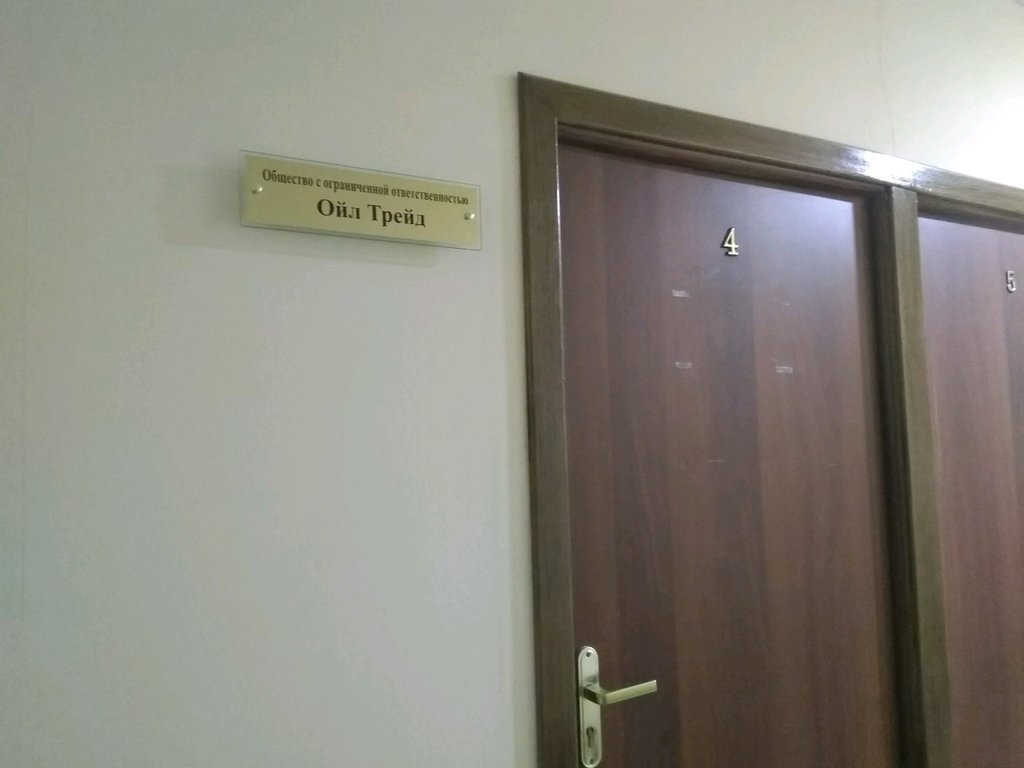 Общество с ограниченной ответственностью
Ойл Трейд
4
5